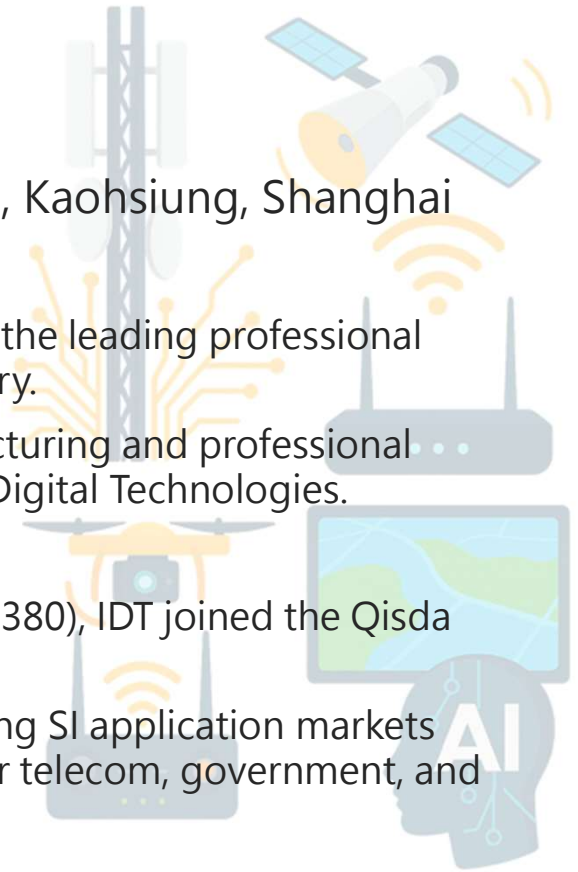 , Kaohsiung, Shanghai
the leading professional
ry.
cturing and professional
Digital Technologies.
380), IDT joined the Qisda
ng SI application markets
r telecom, government, and
AI